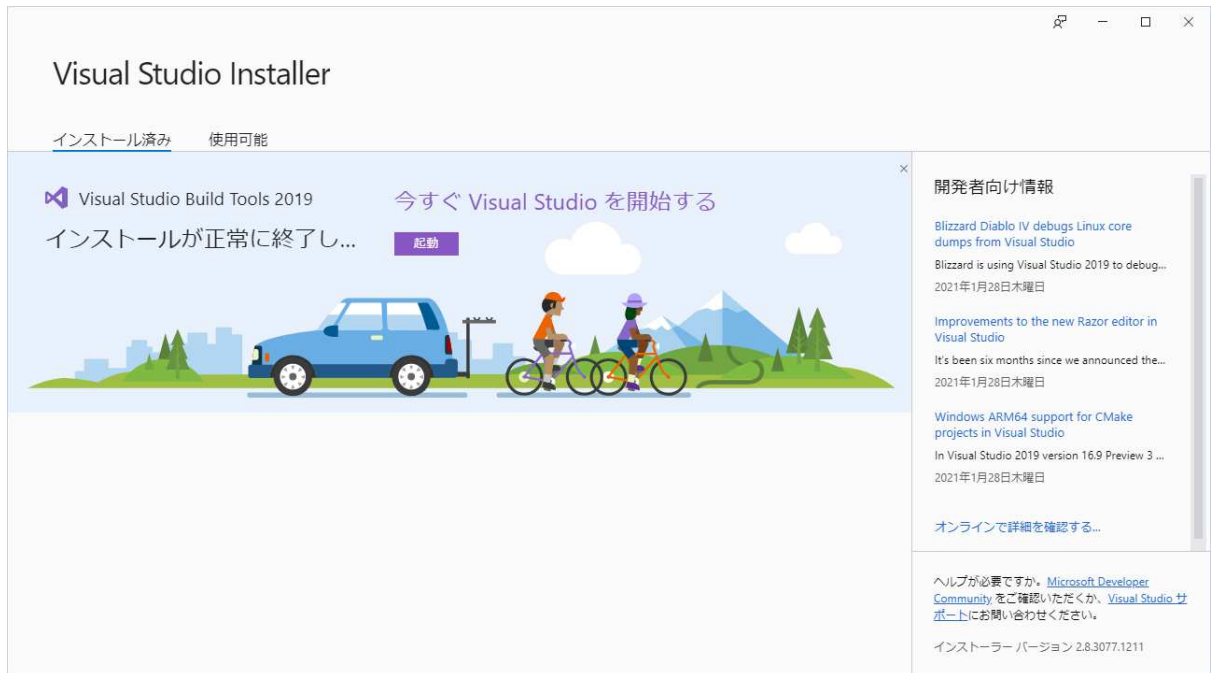 Visual Studio Installer
インストール済み
使用可能
Visual Studio Build Tools 2019
インストールが正常に終了し...
今すぐ Visual Studio を開始する
起動
開発者向け情報
Blizzard Diablo IV debugs Linux core
dumps from Visual Studio
Blizzard is using Visual Studio 2019 to debug...
2021年1月28日木曜日
Improvements to the new Razor editor in
Visual Studio
It's been six months since we announced the...
2021年1月28日木曜日
Windows ARM64 support for CMake
projects in Visual Studio
In Visual Studio 2019 version 16.9 Preview 3 ...
2021年1月28日木曜日
オンラインで詳細を確認する...
ヘルプが必要ですか。Microsoft Developer
Community をご確認いただくか、Visual Studio サ
ポートにお問い合わせください。
インストーラー バージョン 2.8.3077.1211